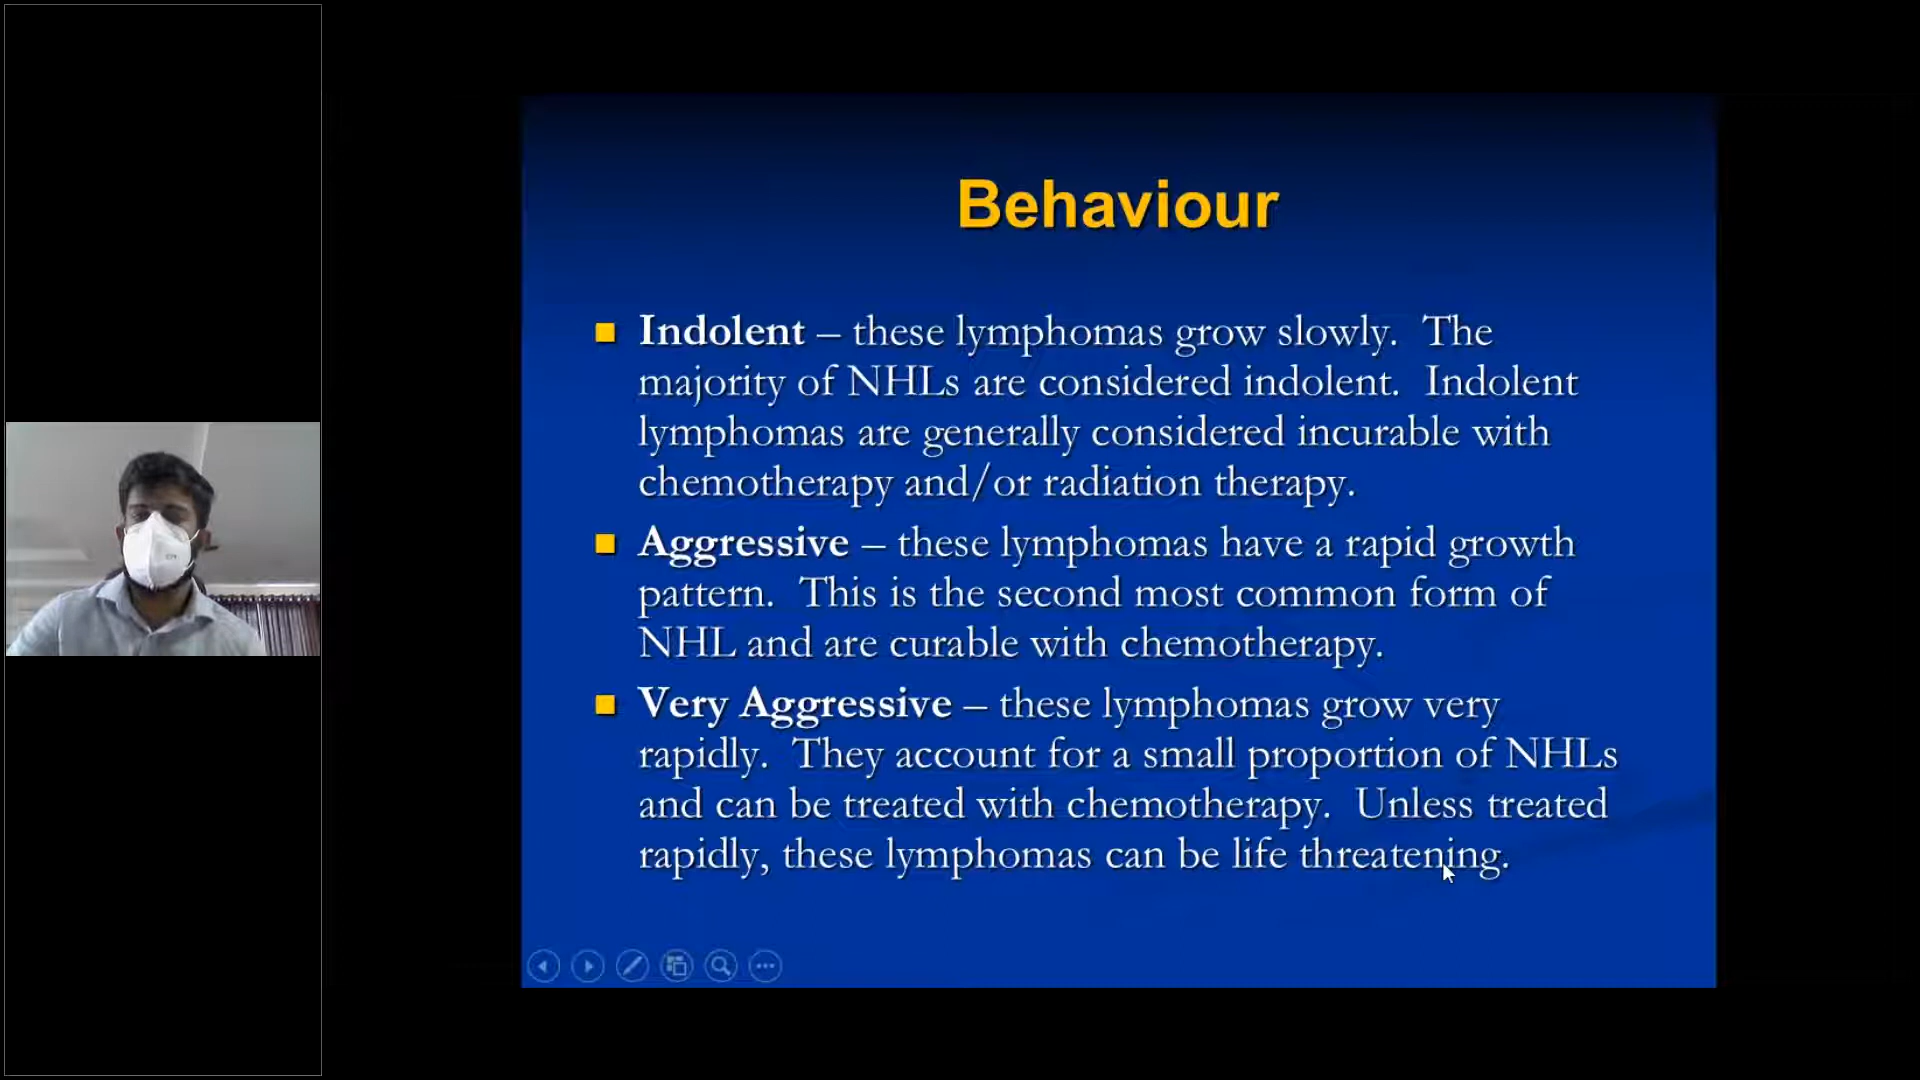 Behaviour
Indolent – these lymphomas grow slowly. The
majority of NHLs are considered indolent. Indolent
lymphomas are generally considered incurable with
chemotherapy and/or radiation therapy.
Aggressive – these lymphomas have a rapid growth
pattern. This is the second most common form of
NHL and are curable with chemotherapy.
Very Aggressive – these lymphomas grow very
rapidly. They account for a small proportion of NHLs
and can be treated with chemotherapy. Unless treated
rapidly, these lymphomas can be life threatening.